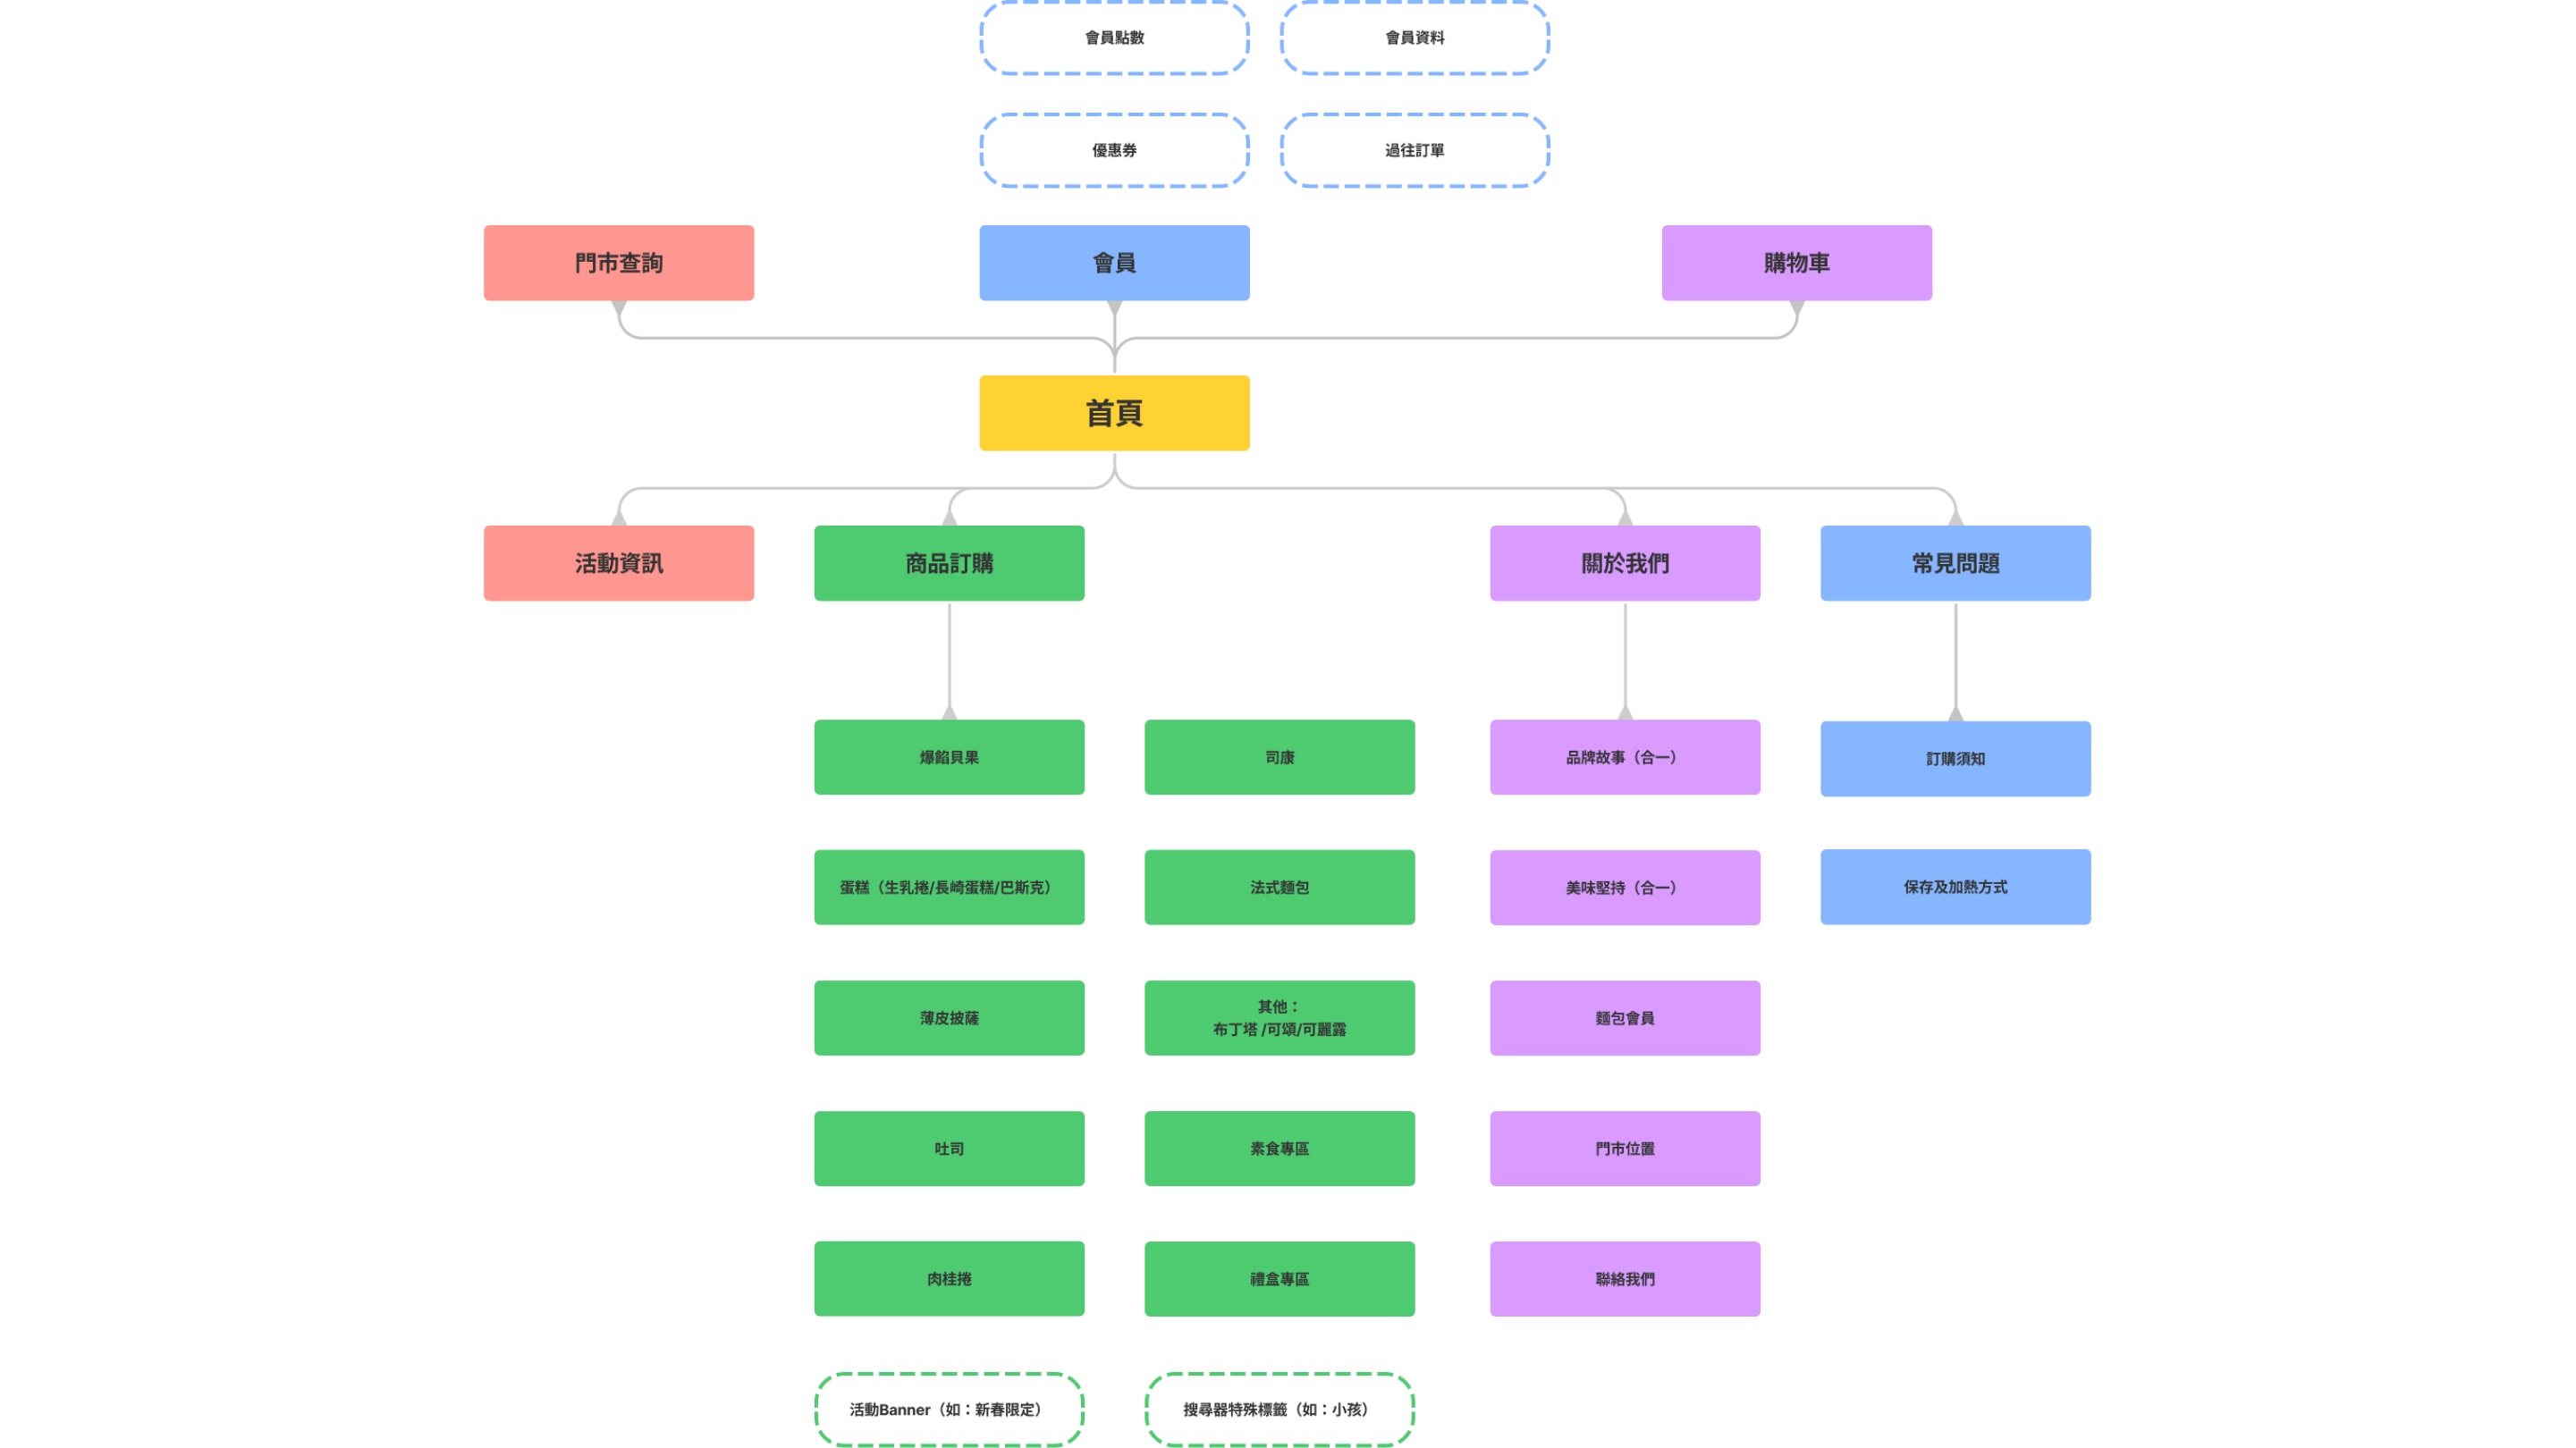 會員點數
會員資料
優惠券
過往訂單
門市查詢
會員
購物車
首頁
活動資訊
商品訂購
關於我們
常見問題
爆餡貝果
司康
品牌故事（合一）
訂購須知
蛋糕（生乳捲/長崎蛋糕/巴斯克）
法式麵包
美味堅持（合一）
保存及加熱方式
薄皮披薩
其他：
布丁塔 /可頌/可麗露
麵包會員
吐司
素食專區
門市位置
肉桂捲
禮盒專區
聯絡我們
活動Banner（如：新春限定）
搜尋器特殊標籤（如：小孩）